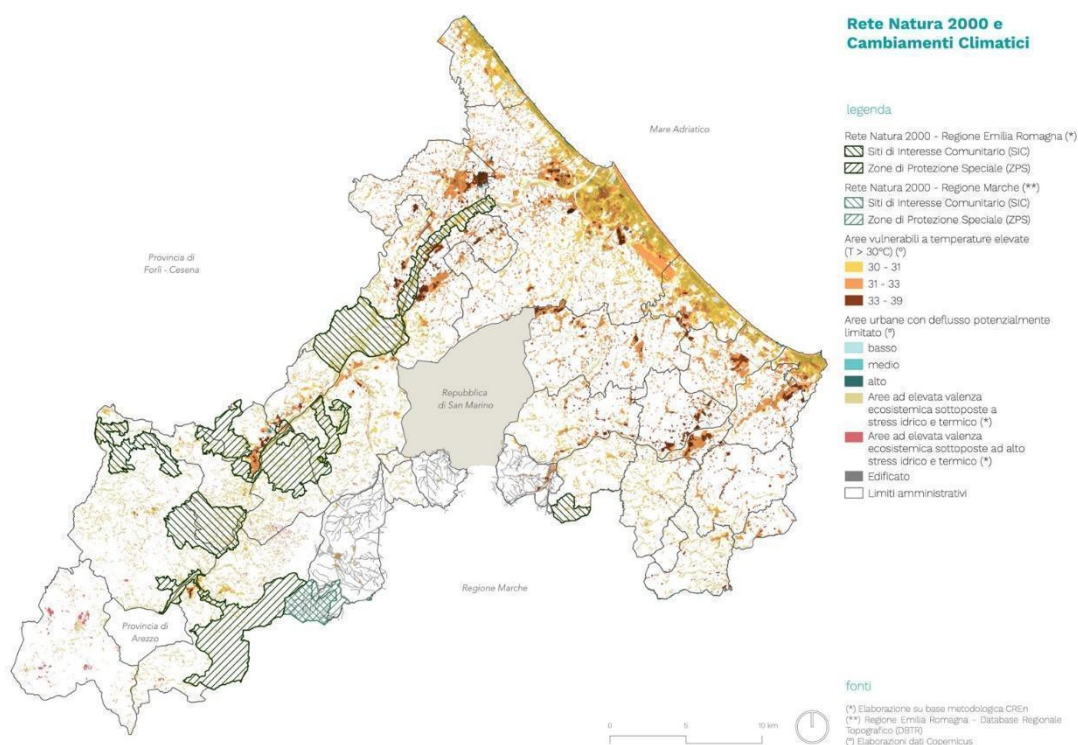 Rete Natura 2000 e
Cambiamenti Climatici
legenda
Rete Natura 2000 - Regione Emilia Romagna (*)
Siti di Interesse Comunitario (SIC)
Zone di Protezione Speciale (ZPS)
Rete Natura 2000 - Regione Marche (**)
Siti di Interesse Comunitario (SIC)
Zone di Protezione Speciale (ZPS)
Aree vulnerabili a temperature elevate
(T > 30°C) (°)
30 - 31
31 - 33
33 - 39
Aree urbane con deflusso potenzialmente
limitato (°)
basso
medio
alto
Aree ad elevata valenza
ecosistemica sottoposte a
stress idrico e termico (*)
Aree ad elevata valenza
ecosistemica sottoposte ad alto
stress idrico e termico (*)
Edificato
Limiti amministrativi
Mare Adriatico
Provincia di
Forlì - Cesena
Repubblica
di San Marino
Regione Marche
Provincia di
Arezzo
0 5 10 km
fonti
(*) Elaborazione su base metodologica CREn
(**) Regione Emilia Romagna - Database Regionale
Topografico (DBTR)
(°) Elaborazioni dati Copernicus